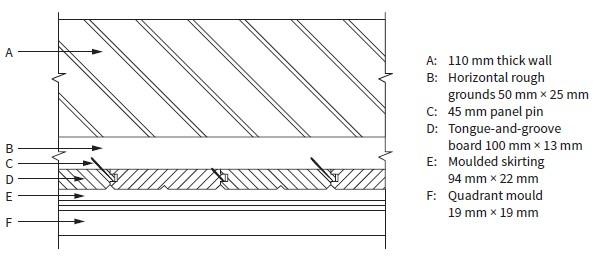 A
B
C
D
E
F
A: 110 mm thick wall
B: Horizontal rough
grounds 50 mm × 25 mm
C: 45 mm panel pin
D: Tongue-and-groove
board 100 mm × 13 mm
E: Moulded skirting
94 mm × 22 mm
F: Quadrant mould
19 mm × 19 mm